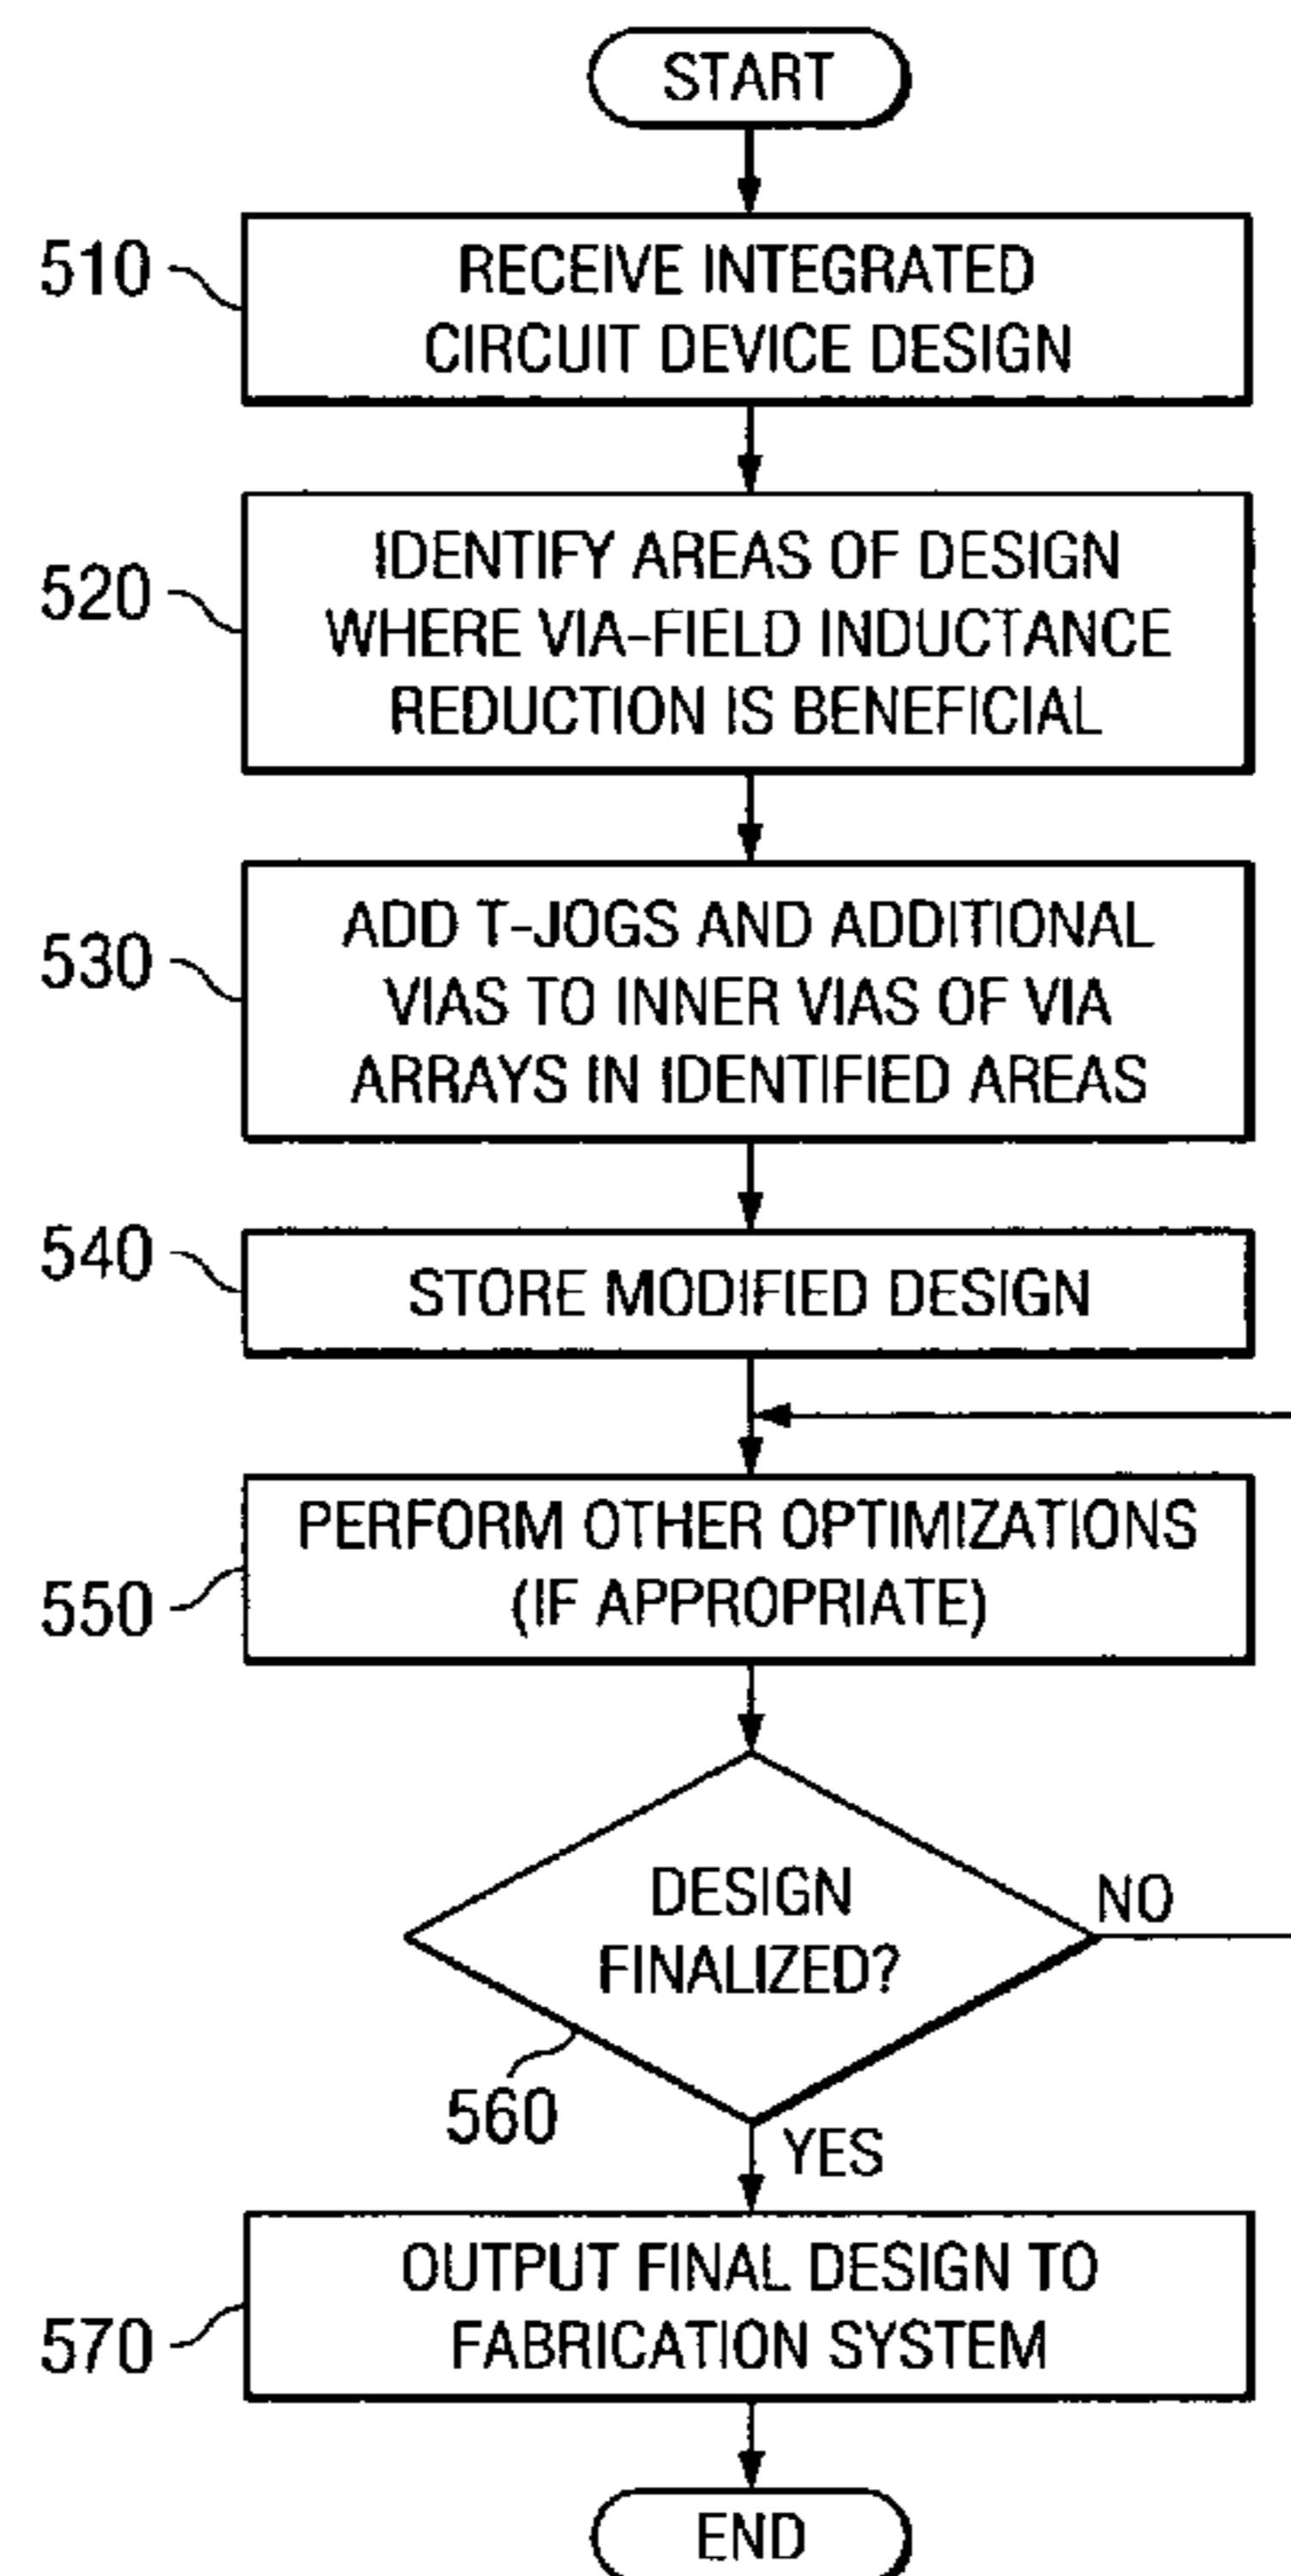 START
510
RECEIVE INTEGRATED
CIRCUIT DEVICE DESIGN
520
IDENTIFY AREAS OF DESIGN
WHERE VIA-FIELD INDUCTANCE
REDUCTION IS BENEFICIAL
530
ADD T-JOGS AND ADDITIONAL
VIAS TO INNER VIAS OF VIA
ARRAYS IN IDENTIFIED AREAS
540
STORE MODIFIED DESIGN
550
PERFORM OTHER OPTIMIZATIONS
(IF APPROPRIATE)
DESIGN
FINALIZED?
NO
560
YES
570
OUTPUT FINAL DESIGN TO
FABRICATION SYSTEM
END